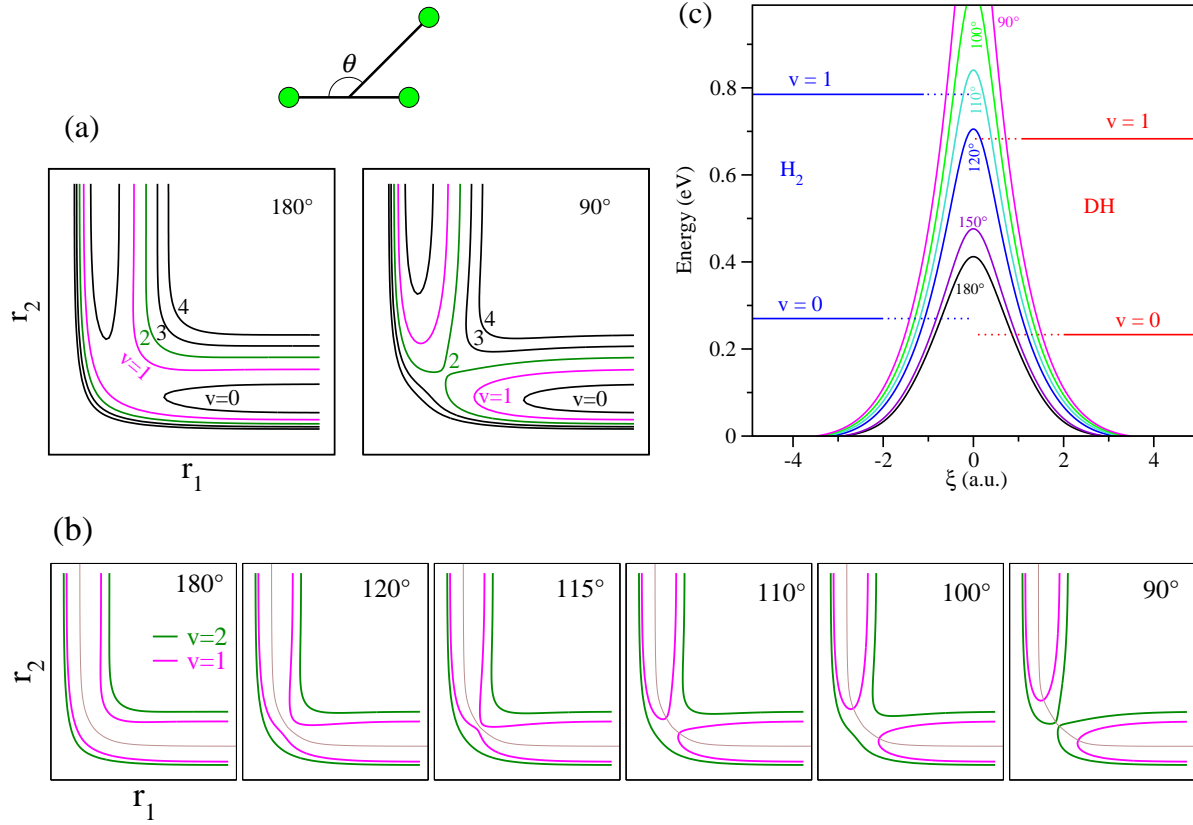 θ
(a)
180°
4
3
2
v=1
v=0
r2
r1
90°
4
3
2
v=1
v=0
(c)
Energy (eV)
0.8
0.6
0.4
0.2
0
-4
-2
0
2
4
ξ (a.u.)
90°
100°
110°
120°
150°
180°
v = 1
H2
v = 0
v = 1
DH
v = 0
(b)
180°
v=2
v=1
r2
r1
120°
115°
110°
100°
90°